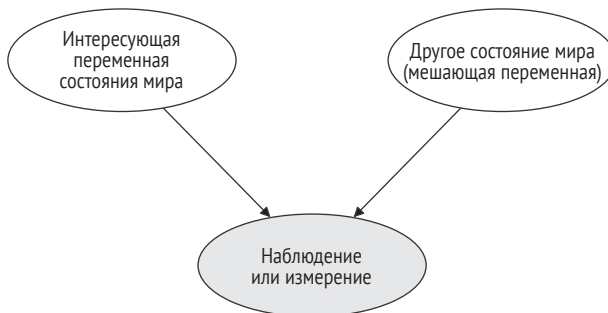 Интересующая
переменная
состояния мира
Другое состояние мира
(мешающая переменная)
Наблюдение
или измерение